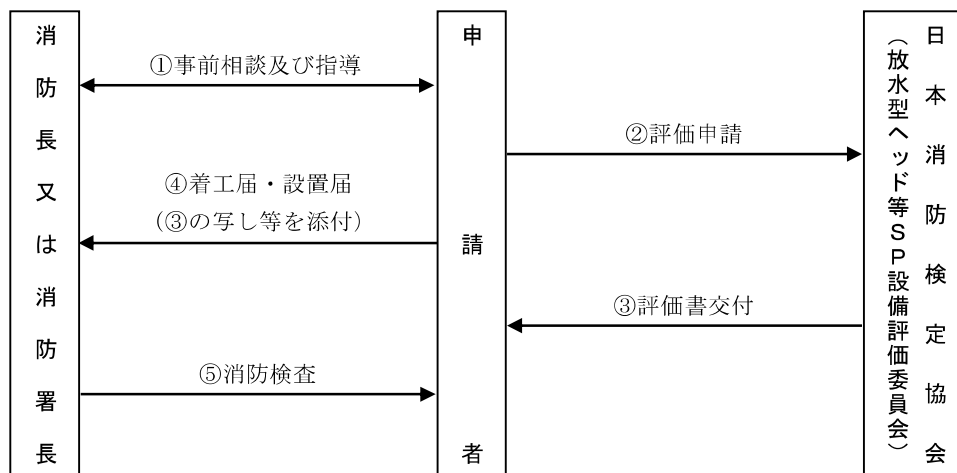 消防長又は消防署長
①事前相談及び指導
④着工届・設置届
（③の写し等を添付）
⑤消防検査
申請者
②評価申請
③評価書交付
日本消防検定協会
（放水型ヘッド等ＳＰ設備評価委員会）